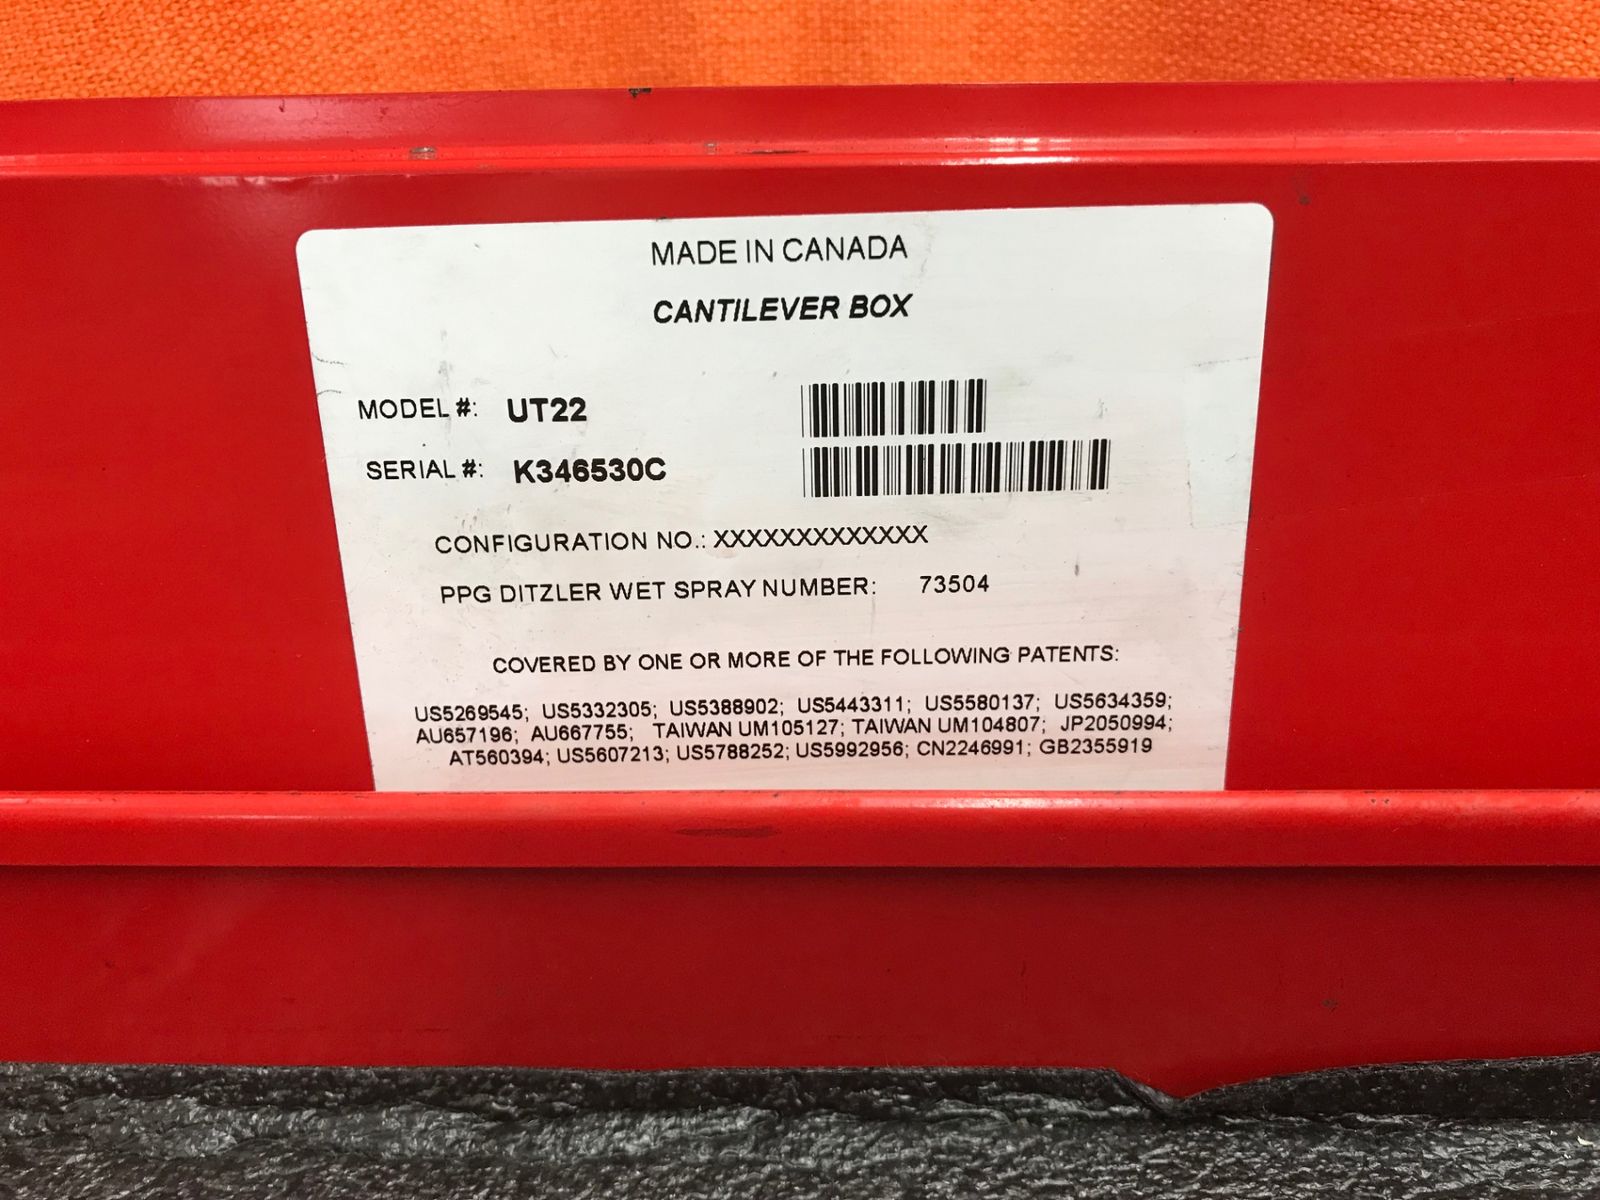 MADE IN CANADA
CANTILEVER BOX
MODEL #: UT22
SERIAL #: K346530C
CONFIGURATION NO.: XXXXXXXXXXXXX
PPG DITZLER WET SPRAY NUMBER: 73504
COVERED BY ONE OR MORE OF THE FOLLOWING PATENTS:
US5269545; US5332305; US5388902; US5443311; US5580137; US5634359;
AU657196; AU667755; TAIWAN UM105127; TAIWAN UM104807; JP2050994;
AT560394; US5607213; US5788252; US5992956; CN2246991; GB2355919